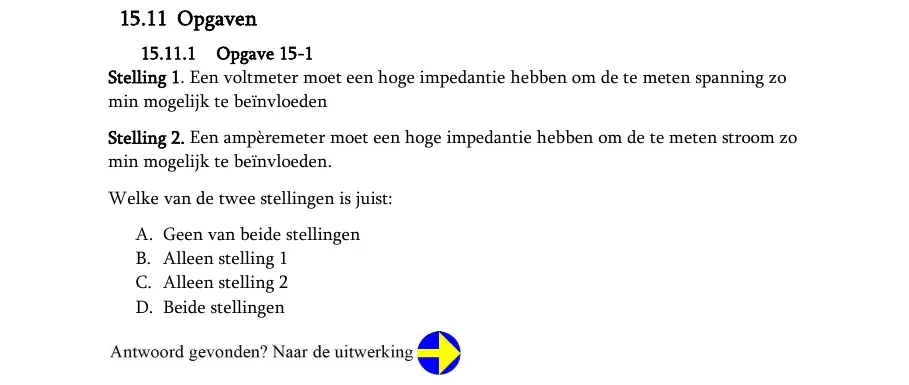 15.11 Opgaven
15.11.1 Opgave 15-1
Stelling 1. Een voltmeter moet een hoge impedantie hebben om de te meten spanning zo
min mogelijk te beïnvloeden
Stelling 2. Een ampèremeter moet een hoge impedantie hebben om de te meten stroom zo
min mogelijk te beïnvloeden.
Welke van de twee stellingen is juist:
A. Geen van beide stellingen
B. Alleen stelling 1
C. Alleen stelling 2
D. Beide stellingen
Antwoord gevonden? Naar de uitwerking